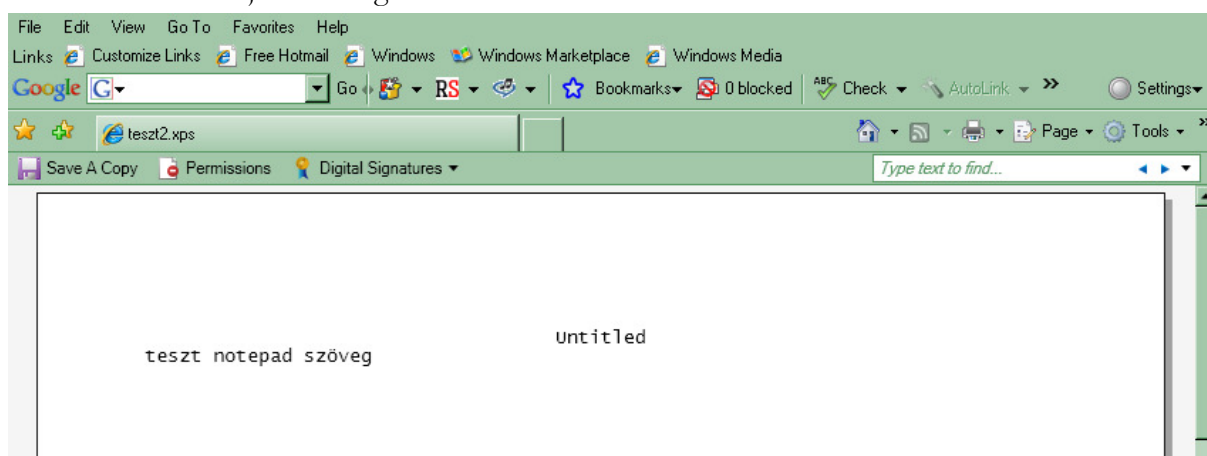 File Edit View Go To Favorites Help
Links Customize Links Free Hotmail Windows Windows Marketplace Windows Media
Google G Go RS Bookmarks 0 blocked ABC Check AutoLink » Settings
teszt2.xps Page Tools »
Save A Copy Permissions Digital Signatures Type text to find...
Untitled
teszt notepad szöveg